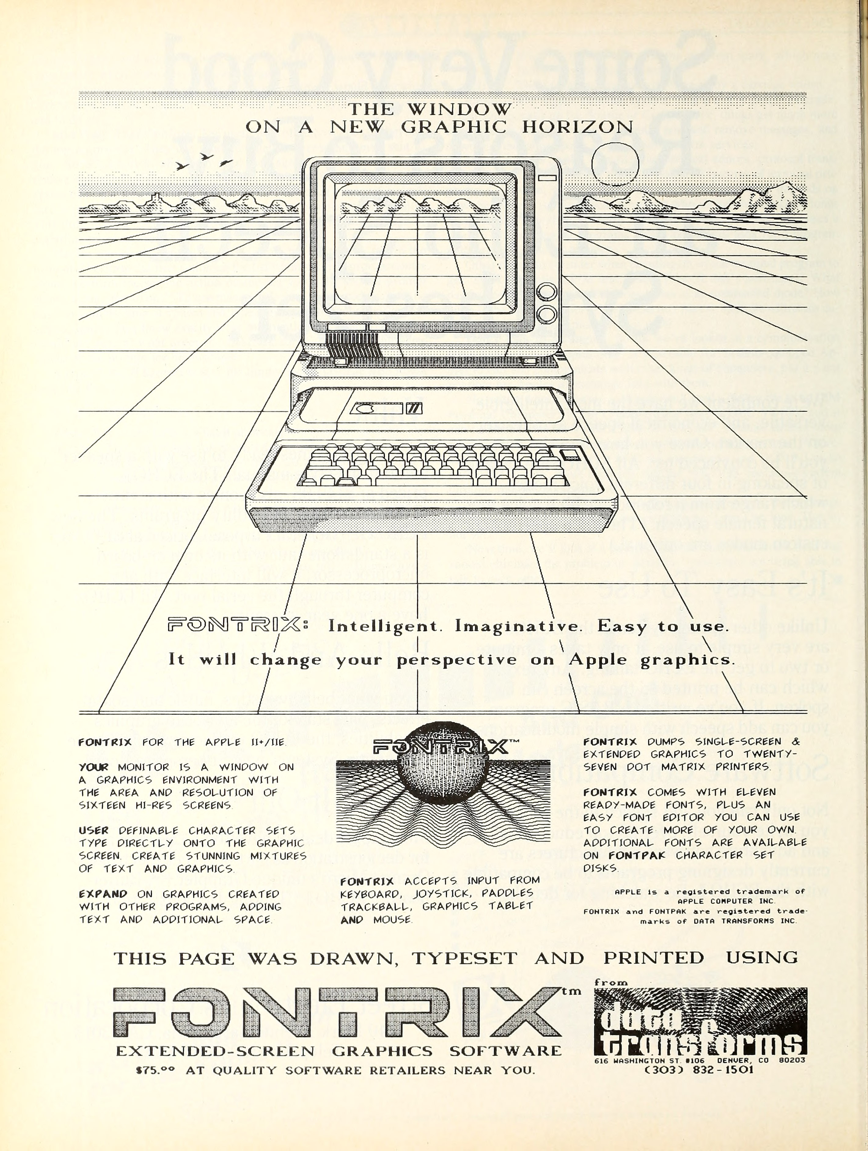 THE WINDOW
ON A NEW GRAPHIC HORIZON
FONTRIX: Intelligent. Imaginative. Easy to use.
It will change your perspective on Apple graphics.
FONTRIX FOR THE APPLE II+/IIE
YOUR MONITOR IS A WINDOW ON
A GRAPHICS ENVIRONMENT WITH
THE AREA AND RESOLUTION OF
SIXTEEN HI-RES SCREENS.
USER DEFINABLE CHARACTER SETS
TYPE DIRECTLY ONTO THE GRAPHIC
SCREEN. CREATE STUNNING MIXTURES
OF TEXT AND GRAPHICS.
EXPAND ON GRAPHICS CREATED
WITH OTHER PROGRAMS, ADDING
TEXT AND ADDITIONAL SPACE.
FONTRIX™
FONTRIX ACCEPTS INPUT FROM
KEYBOARD, JOYSTICK, PADDLES
TRACKBALL, GRAPHICS TABLET
AND MOUSE.
FONTRIX DUMPS SINGLE-SCREEN &
EXTENDED GRAPHICS TO TWENTY-
SEVEN DOT MATRIX PRINTERS.
FONTRIX COMES WITH ELEVEN
READY-MADE FONTS, PLUS AN
EASY FONT EDITOR YOU CAN USE
TO CREATE MORE OF YOUR OWN.
ADDITIONAL FONTS ARE AVAILABLE
ON FONTPAK CHARACTER SET
DISKS.
APPLE is a registered trademark of
APPLE COMPUTER INC.
FONTRIX and FONTPAK are registered trade-
marks of DATA TRANSFORMS INC.
THIS PAGE WAS DRAWN, TYPESET AND PRINTED USING
FONTRIX tm
EXTENDED-SCREEN GRAPHICS SOFTWARE
$75.00 AT QUALITY SOFTWARE RETAILERS NEAR YOU.
from
data
transforms
616 WASHINGTON ST #106 DENVER, CO 80203
(303) 832-1501